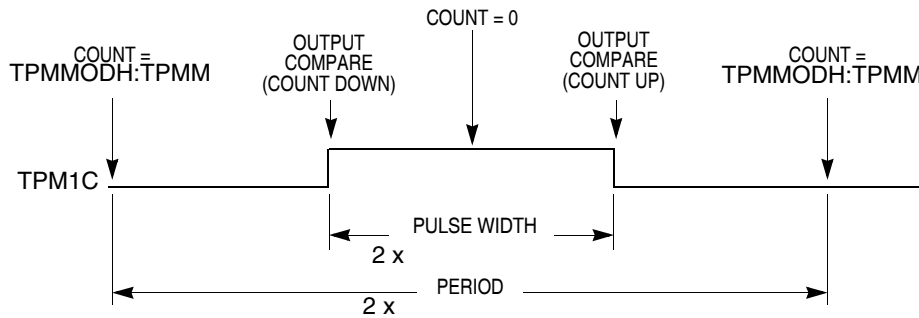 COUNT = 0
COUNT =
TPMMODH:TPMM
OUTPUT
COMPARE
(COUNT DOWN)
OUTPUT
COMPARE
(COUNT UP)
COUNT =
TPMMODH:TPMM
TPM1C
PULSE WIDTH
2 x
PERIOD
2 x